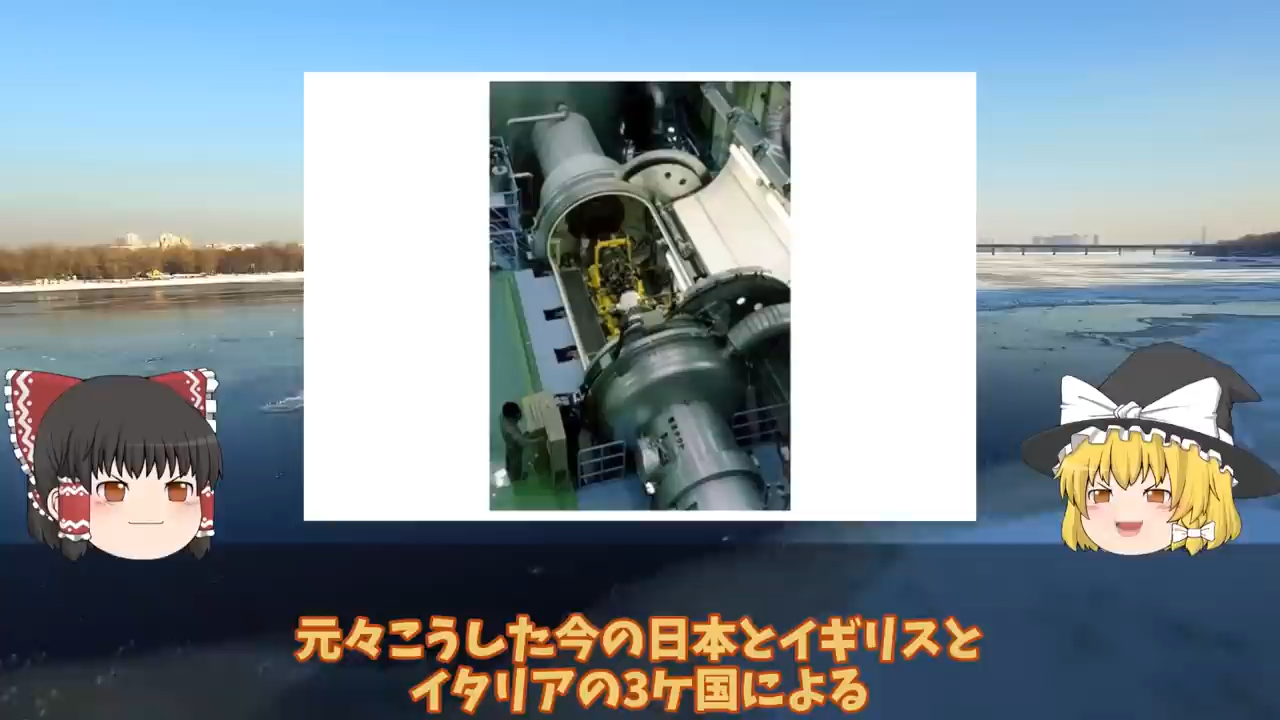 元々こうした今の日本とイギリスと
イタリアの3ケ国による